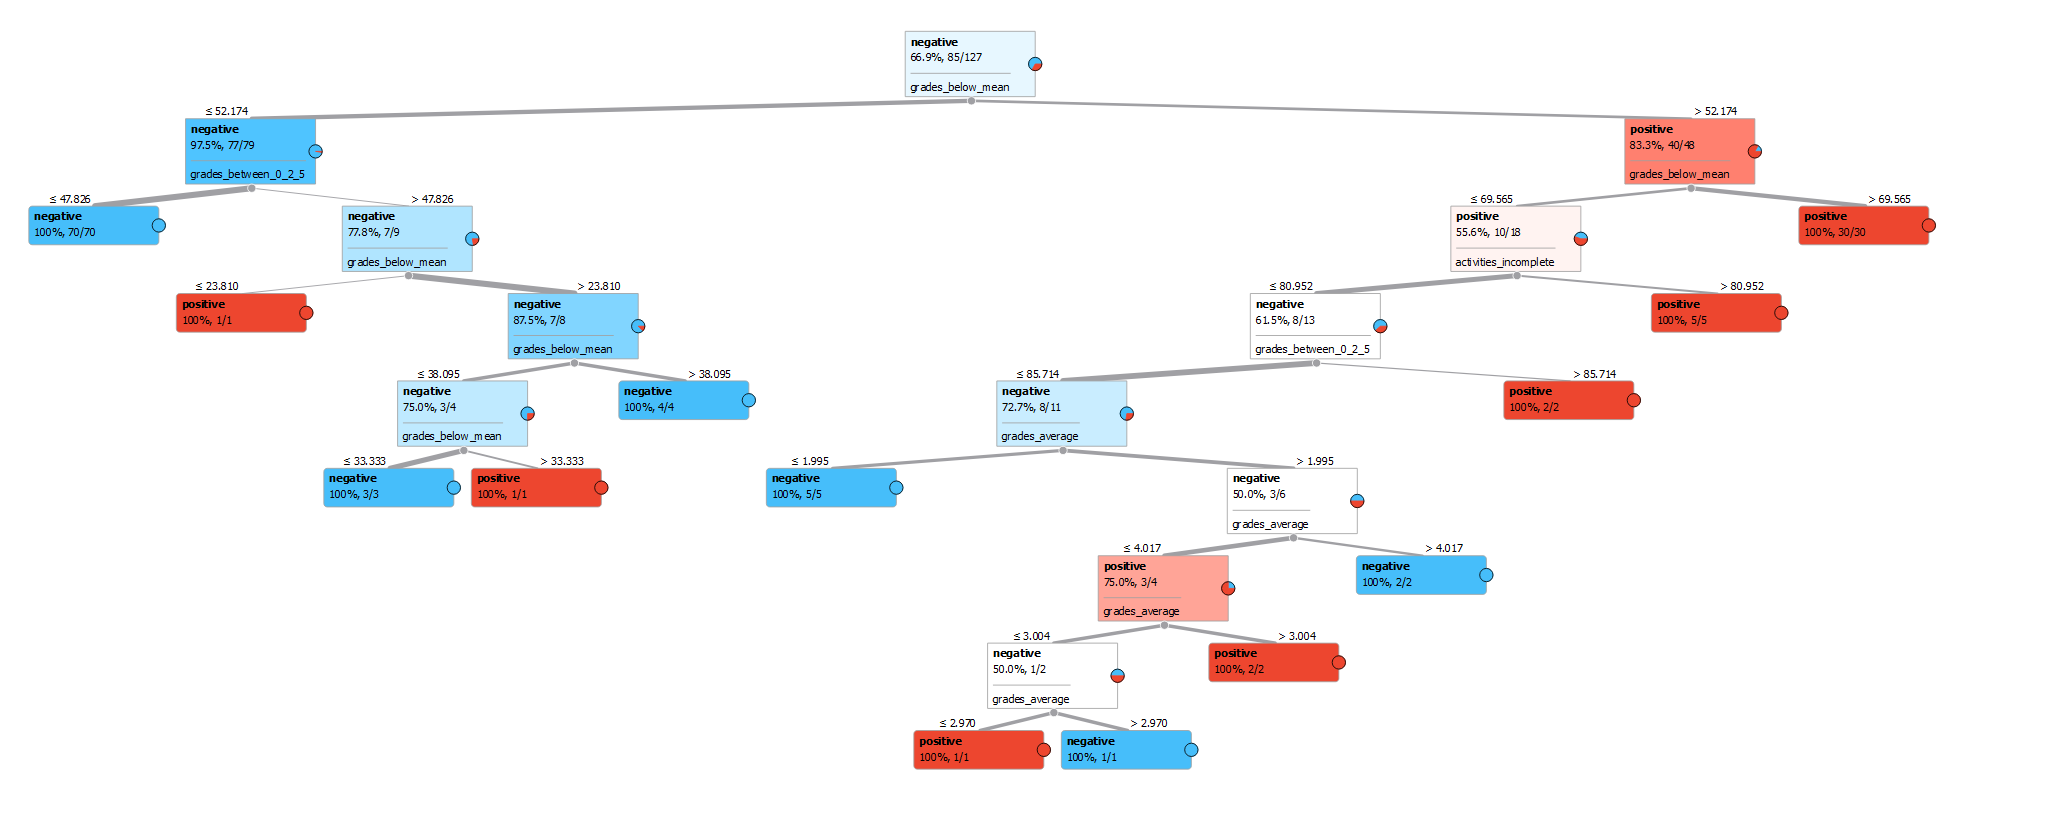 negative
66.9%, 85/127
grades_below_mean
≤ 52.174
> 52.174
negative
97.5%, 77/79
grades_between_0_2_5
positive
83.3%, 40/48
grades_below_mean
≤ 47.826
> 47.826
≤ 69.565
> 69.565
negative
100%, 70/70
negative
77.8%, 7/9
grades_below_mean
positive
55.6%, 10/18
activities_incomplete
positive
100%, 30/30
≤ 23.810
> 23.810
≤ 80.952
> 80.952
positive
100%, 1/1
negative
87.5%, 7/8
grades_below_mean
negative
61.5%, 8/13
grades_between_0_2_5
positive
100%, 5/5
≤ 38.095
> 38.095
≤ 85.714
> 85.714
negative
75.0%, 3/4
grades_below_mean
negative
100%, 4/4
negative
72.7%, 8/11
grades_average
positive
100%, 2/2
≤ 33.333
> 33.333
≤ 1.995
> 1.995
negative
100%, 3/3
positive
100%, 1/1
negative
100%, 5/5
negative
50.0%, 3/6
grades_average
≤ 4.017
> 4.017
positive
75.0%, 3/4
grades_average
negative
100%, 2/2
≤ 3.004
> 3.004
negative
50.0%, 1/2
grades_average
positive
100%, 2/2
≤ 2.970
> 2.970
positive
100%, 1/1
negative
100%, 1/1